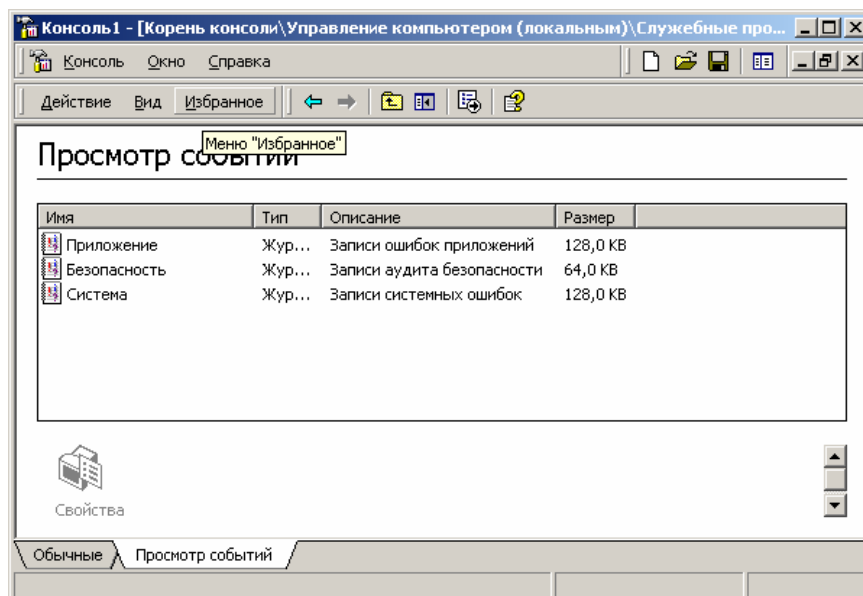 Консоль1 - [Корень консоли\Управление компьютером (локальным)\Служебные про...
Консоль Окно Справка
Действие Вид Избранное
Меню "Избранное"
Просмотр событий
Имя Тип Описание Размер
Приложение Жур... Записи ошибок приложений 128,0 KB
Безопасность Жур... Записи аудита безопасности 64,0 KB
Система Жур... Записи системных ошибок 128,0 KB
Свойства
Обычные Просмотр событий